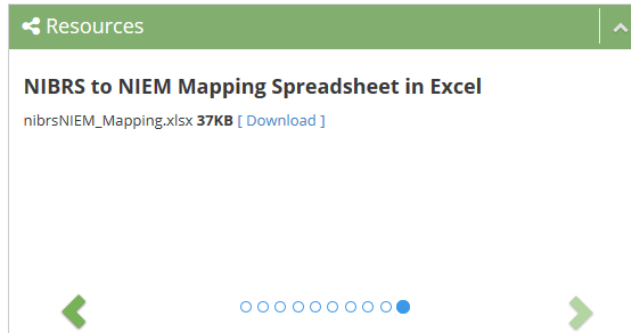 Resources
NIBRS to NIEM Mapping Spreadsheet in Excel
nibrsNIEM_Mapping.xlsx 37KB [ Download ]